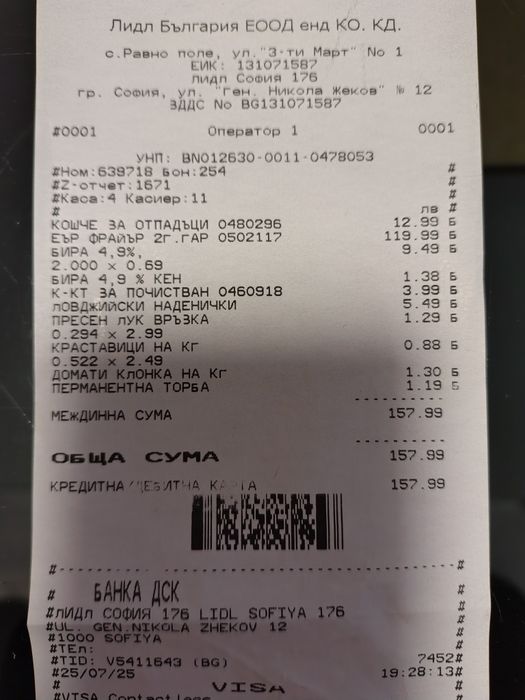 Лидл България ЕООД енд КО. КД.
с.Равно поле, ул."3-ти Март" No 1
ЕИК: 131071587
лидл София 176
гр. София, ул. "Ген. Никола Жеков" № 12
ЗДДС No BG131071587
#0001 Оператор 1 0001
УНП: BN012630-0011-0478053
#Ном:639718 Бон:254 #
#Z-отчет:1671 #
#Каса:4 Касиер:11 #
# лв #
КОШЧЕ ЗА ОТПАДЪЦИ 0480296 12.99 Б
ЕЪР ФРАЙЪР 2г.ГАР 0502117 119.99 Б
БИРА 4,9%, 9.49 Б
2.000 x 0.69
БИРА 4,9 % КЕН 1.38 Б
К-КТ ЗА ПОЧИСТВАН 0460918 3.99 Б
ЛОВДЖИЙСКИ НАДЕНИЧКИ 5.49 Б
ПРЕСЕН ЛУК ВРЪЗКА 1.29 Б
0.294 x 2.99
КРАСТАВИЦИ НА КГ 0.88 Б
0.522 x 2.49
ДОМАТИ КЛОНКА НА КГ 1.30 Б
ПЕРМАНЕНТНА ТОРБА 1.19 Б
МЕЖДИННА СУМА 157.99
ОБЩА СУМА 157.99
КРЕДИТНА/ДЕБИТНА КАРТА 157.99
#- - - - - - - - - - - - - - - - - - -#
# БАНКА ДСК #
#ЛИДЛ СОФИЯ 176 LIDL SOFIYA 176 #
#UL. GEN.NIKOLA ZHEKOV 12 #
#1000 SOFIYA #
#ТЕл: #
#TID: V5411643 (BG) 7452#
#25/07/25 19:28:13#
VISA
#VISA Contactless